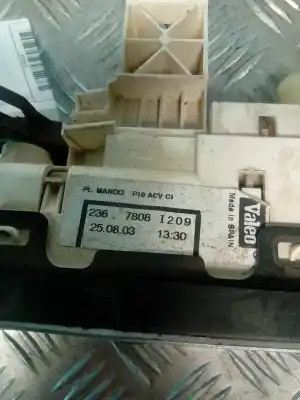 PL. MANDO P10 ACV CI
236 7808 I209
25.08.03 13:30
Valeo
Made in SPAIN